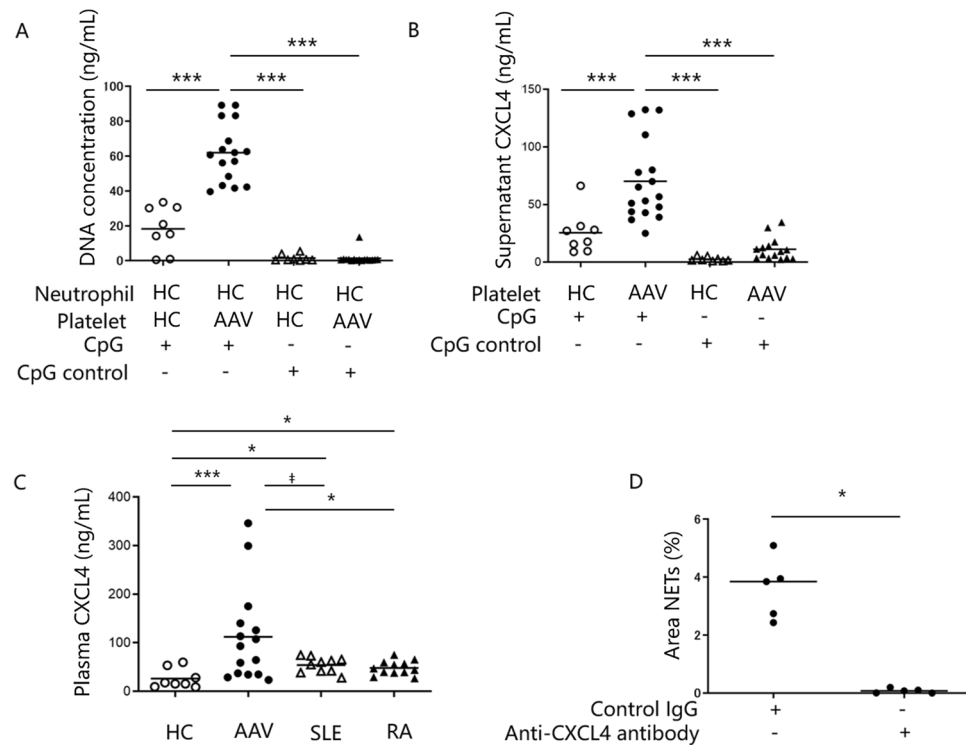 A
DNA concentration (ng/mL)
***
*** ***
100
80
60
40
20
0
Neutrophil HC HC HC HC
Platelet HC AAV HC AAV
CpG + + - -
CpG control - - + +
B
Supernatant CXCL4 (ng/mL)
***
*** ***
150
100
50
0
Platelet HC AAV HC AAV
CpG + + - -
CpG control - - + +
C
Plasma CXCL4 (ng/mL)
*
*
*** ‡
*
400
300
200
100
0
HC AAV SLE RA
D
Area NETs (%)
*
6
4
2
0
Control IgG + -
Anti-CXCL4 antibody - +